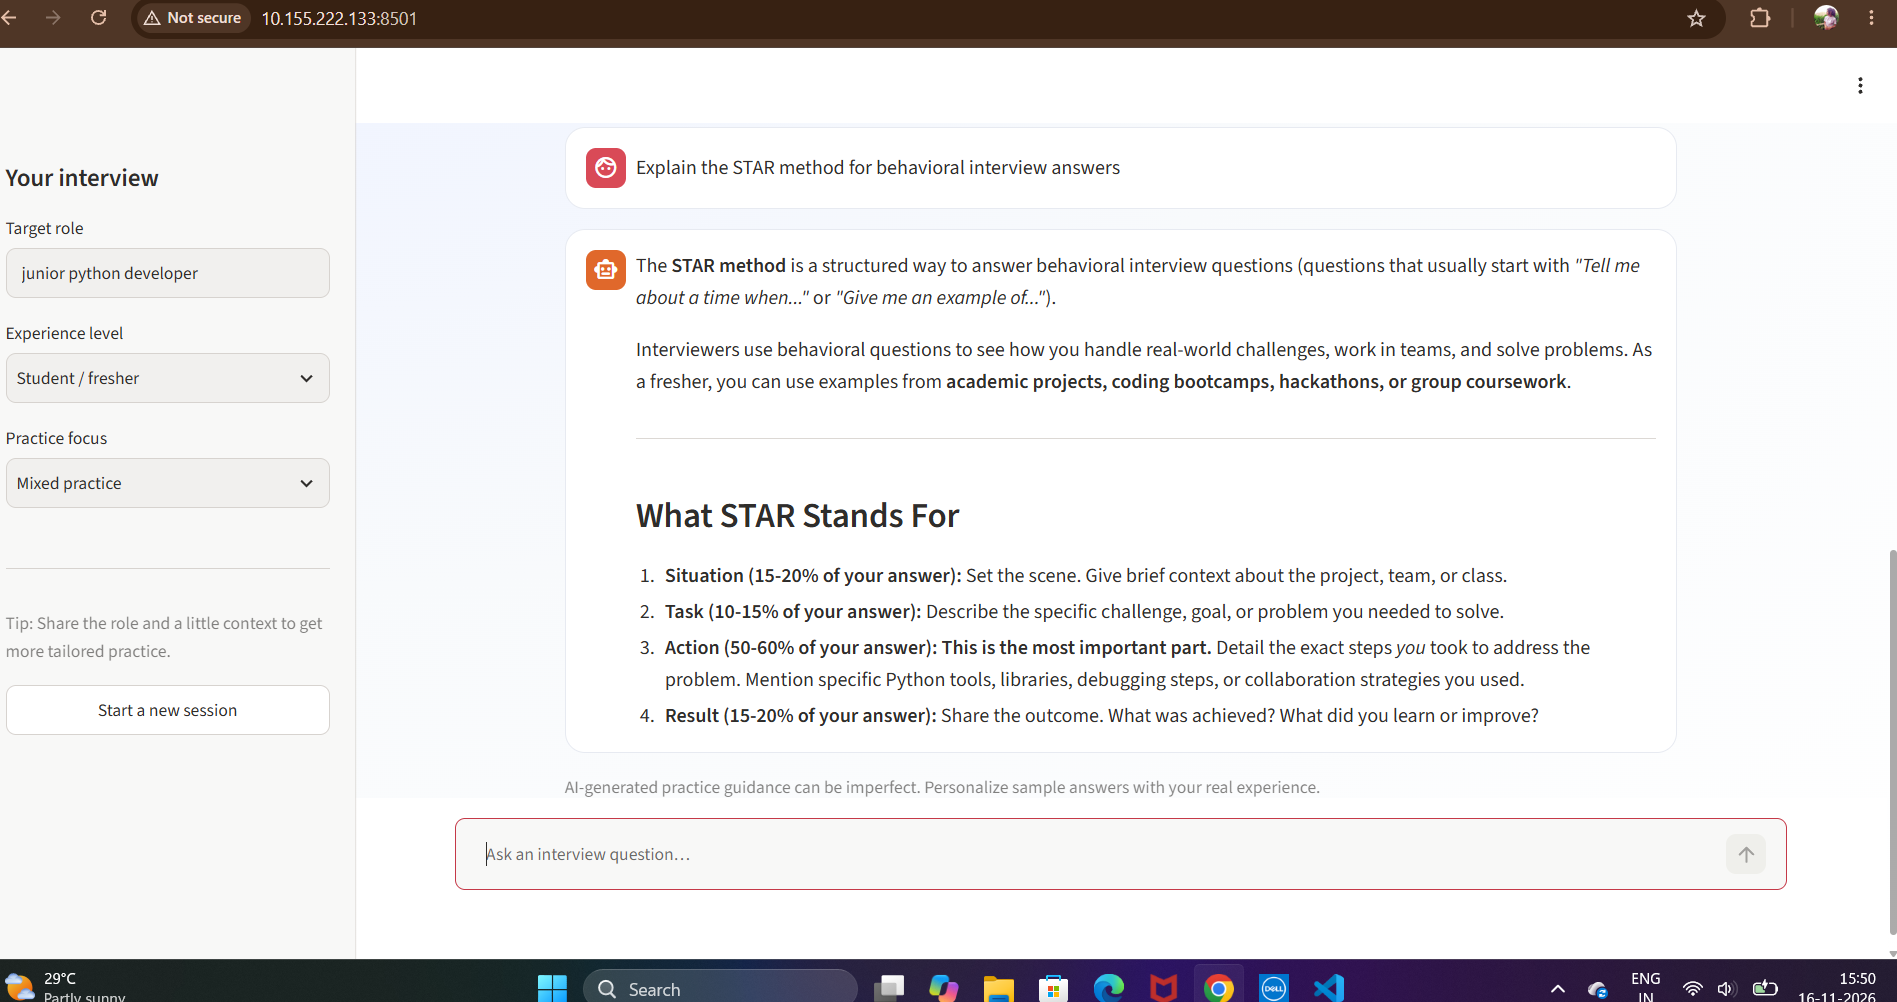 Not secure
10.155.222.133:8501
Your interview
Target role
junior python developer
Experience level
Student / fresher
Practice focus
Mixed practice
Tip: Share the role and a little context to get
more tailored practice.
Start a new session
Explain the STAR method for behavioral interview answers
The STAR method is a structured way to answer behavioral interview questions (questions that usually start with "Tell me
about a time when..." or "Give me an example of...").
Interviewers use behavioral questions to see how you handle real-world challenges, work in teams, and solve problems. As
a fresher, you can use examples from academic projects, coding bootcamps, hackathons, or group coursework.
What STAR Stands For
1. Situation (15-20% of your answer): Set the scene. Give brief context about the project, team, or class.
2. Task (10-15% of your answer): Describe the specific challenge, goal, or problem you needed to solve.
3. Action (50-60% of your answer): This is the most important part. Detail the exact steps you took to address the
problem. Mention specific Python tools, libraries, debugging steps, or collaboration strategies you used.
4. Result (15-20% of your answer): Share the outcome. What was achieved? What did you learn or improve?
AI-generated practice guidance can be imperfect. Personalize sample answers with your real experience.
Ask an interview question…
29°C
Partly sunny
Search
DELL
ENG
IN
15:50
16-11-2026